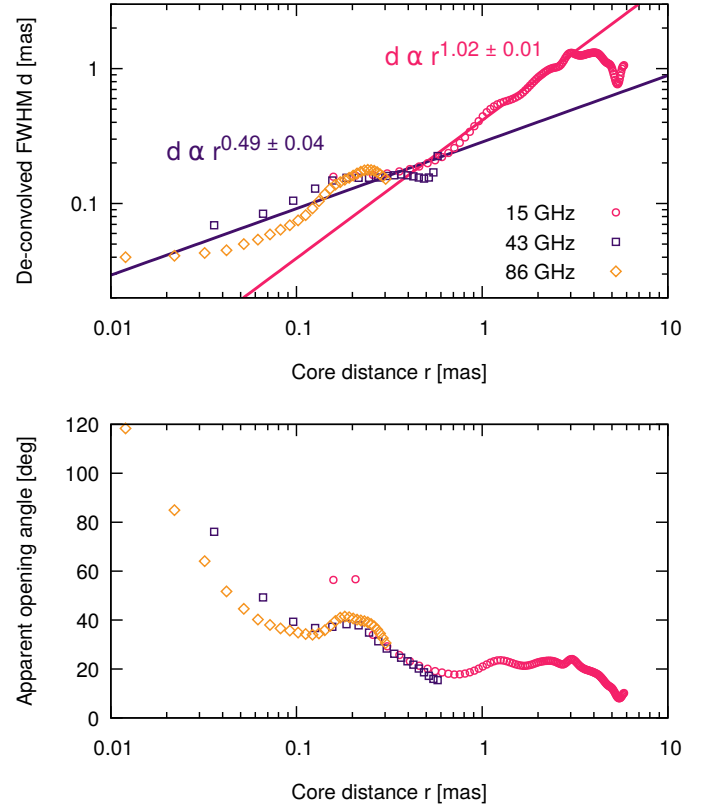 De-convolved FWHM d [mas]
1
0.1
d α r^1.02 ± 0.01
d α r^0.49 ± 0.04
15 GHz
43 GHz
86 GHz
0.01 0.1 1 10
Core distance r [mas]
Apparent opening angle [deg]
120
100
80
60
40
20
0
0.01 0.1 1 10
Core distance r [mas]